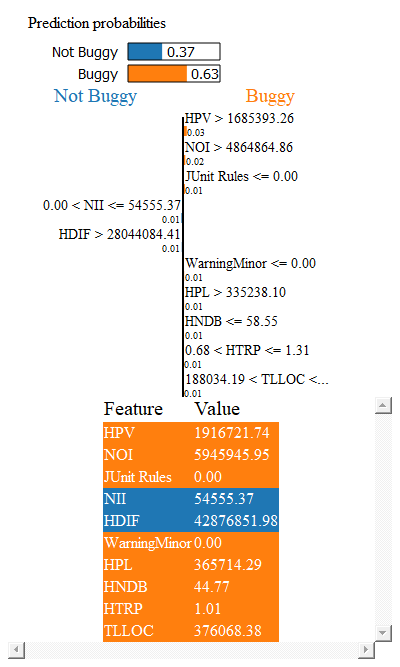 Prediction probabilities
Not Buggy 0.37
Buggy 0.63
Not Buggy Buggy
HPV > 1685393.26
0.03
NOI > 4864864.86
0.02
JUnit Rules <= 0.00
0.01
0.00 < NII <= 54555.37
0.01
HDIF > 28044084.41
0.01
WarningMinor <= 0.00
0.01
HPL > 335238.10
0.01
HNDB <= 58.55
0.01
0.68 < HTRP <= 1.31
0.01
188034.19 < TLLOC <...
0.01
Feature Value
HPV 1916721.74
NOI 5945945.95
JUnit Rules 0.00
NII 54555.37
HDIF 42876851.98
WarningMinor 0.00
HPL 365714.29
HNDB 44.77
HTRP 1.01
TLLOC 376068.38